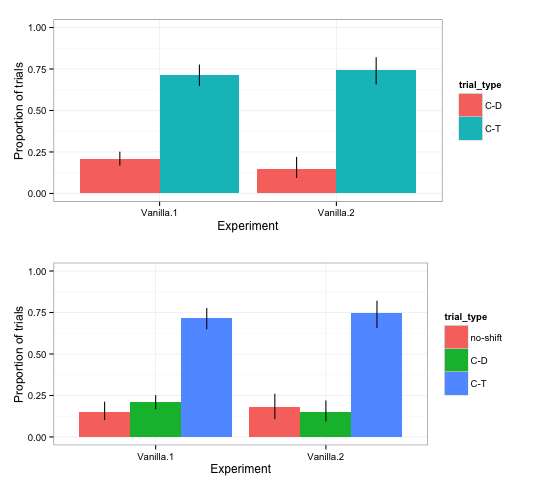 1.00
0.75
0.50
0.25
0.00
Proportion of trials
Vanilla.1 Vanilla.2
Experiment
trial_type
C-D
C-T
1.00
0.75
0.50
0.25
0.00
Proportion of trials
Vanilla.1 Vanilla.2
Experiment
trial_type
no-shift
C-D
C-T